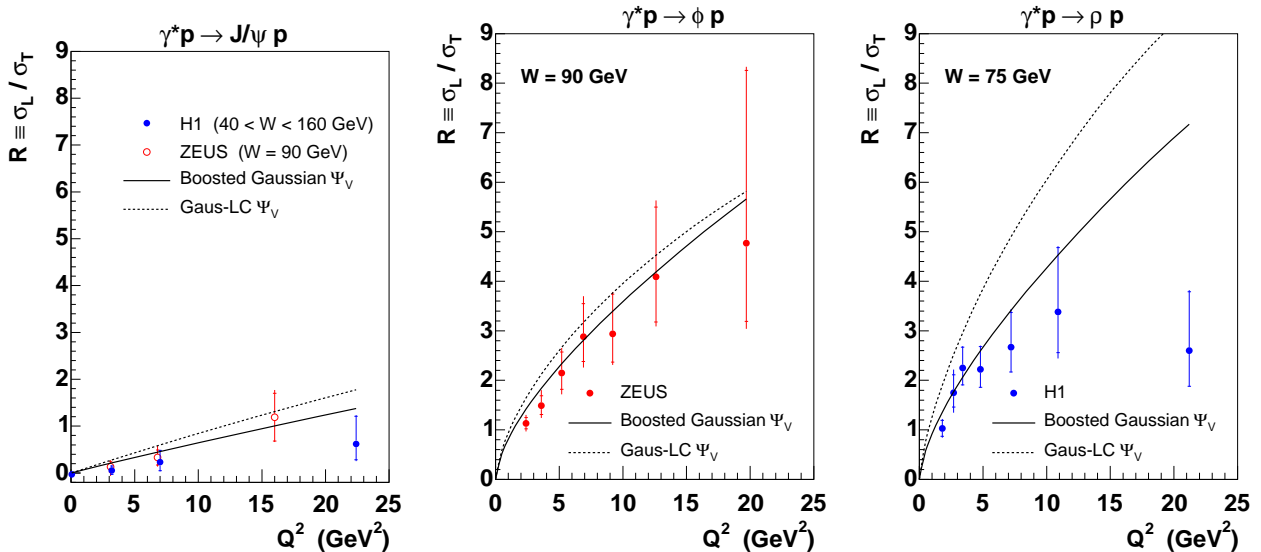 γ*p → J/ψ p
R ≡ σL / σT
9
8
7
6
5
4
3
2
1
0
H1 (40 < W < 160 GeV)
ZEUS (W = 90 GeV)
Boosted Gaussian ΨV
Gaus-LC ΨV
0 5 10 15 20 25
Q² (GeV²)
γ*p → ϕ p
R ≡ σL / σT
9
8
7
6
5
4
3
2
1
0
W = 90 GeV
ZEUS
Boosted Gaussian ΨV
Gaus-LC ΨV
0 5 10 15 20 25
Q² (GeV²)
γ*p → ρ p
R ≡ σL / σT
9
8
7
6
5
4
3
2
1
0
W = 75 GeV
H1
Boosted Gaussian ΨV
Gaus-LC ΨV
0 5 10 15 20 25
Q² (GeV²)